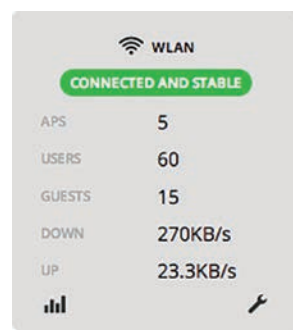 WLAN
CONNECTED AND STABLE
APS 5
USERS 60
GUESTS 15
DOWN 270KB/s
UP 23.3KB/s